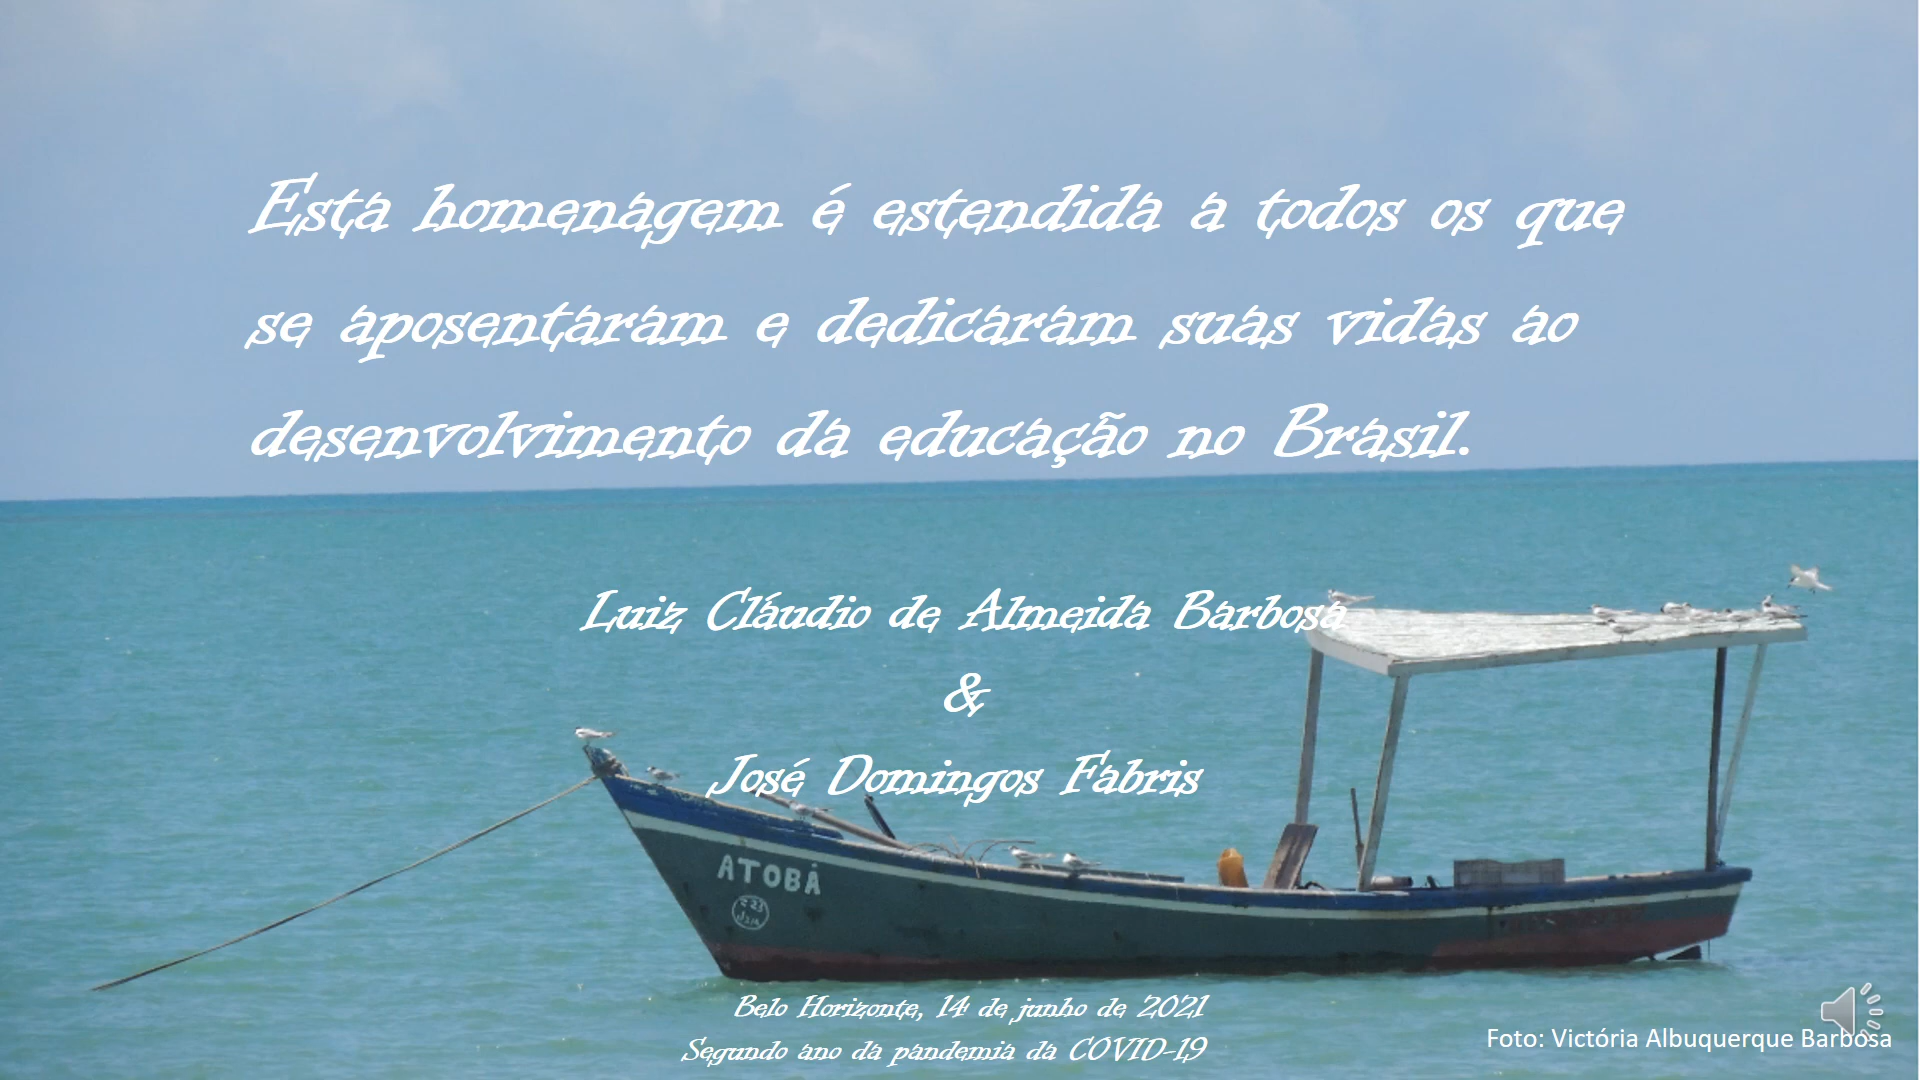 Esta homenagem é estendida a todos os que
se aposentaram e dedicaram suas vidas ao
desenvolvimento da educação no Brasil.
Luiz Cláudio de Almeida Barbosa
&
José Domingos Fabris
ATOBÁ
Belo Horizonte, 14 de junho de 2021
Segundo ano da pandemia da COVID-19
Foto: Victória Albuquerque Barbosa